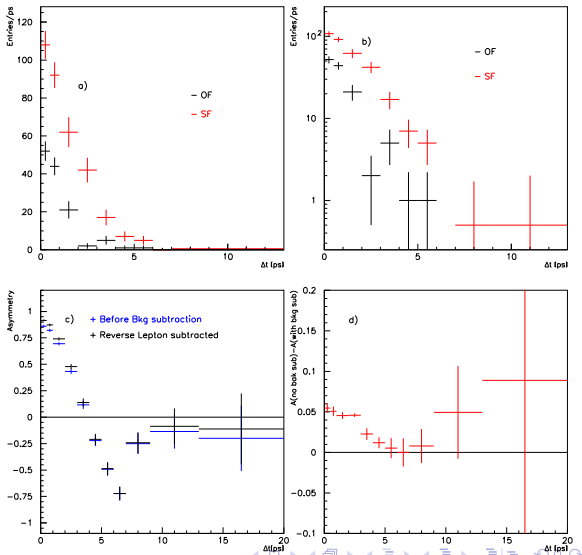 Entries/ps
120
100
80
60
40
20
0
0
5
10
Δt (ps)
a)
OF
SF
Entries/ps
10²
10
1
0
5
10
Δt (ps)
b)
OF
SF
Asymmetry
1
0.75
0.5
0.25
0
−0.25
−0.5
−0.75
−1
0
5
10
15
20
Δt(ps)
c)
Before Bkg subtraction
Reverse Lepton subtracted
A(no bak sub)−A(with bkg sub)
0.2
0.15
0.1
0.05
0
−0.05
−0.1
0
5
10
15
20
Δt(ps)
d)